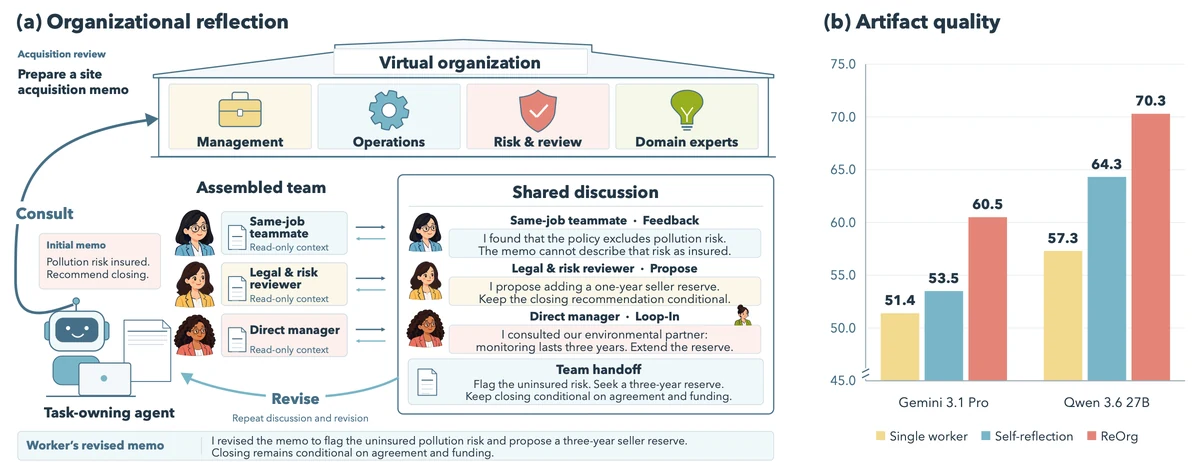 (a) Organizational reflection
Acquisition review
Prepare a site
acquisition memo
Virtual organization
Management
Operations
Risk & review
Domain experts
Consult
Initial memo
Pollution risk insured.
Recommend closing.
Task-owning agent
Assembled team
Same-job
teammate
Read-only context
Legal & risk
reviewer
Read-only context
Direct manager
Read-only context
Shared discussion
Same-job teammate · Feedback
I found that the policy excludes pollution risk.
The memo cannot describe that risk as insured.
Legal & risk reviewer · Propose
I propose adding a one-year seller reserve.
Keep the closing recommendation conditional.
Direct manager · Loop-In
I consulted our environmental partner:
monitoring lasts three years. Extend the reserve.
Team handoff
Flag the uninsured risk. Seek a three-year reserve.
Keep closing conditional on agreement and funding.
Revise
Repeat discussion and revision
Worker's revised memo
I revised the memo to flag the uninsured pollution risk and propose a three-year seller reserve.
Closing remains conditional on agreement and funding.
(b) Artifact quality
75.0
70.0
65.0
60.0
55.0
50.0
45.0
51.4
53.5
60.5
57.3
64.3
70.3
Gemini 3.1 Pro
Qwen 3.6 27B
Single worker
Self-reflection
ReOrg